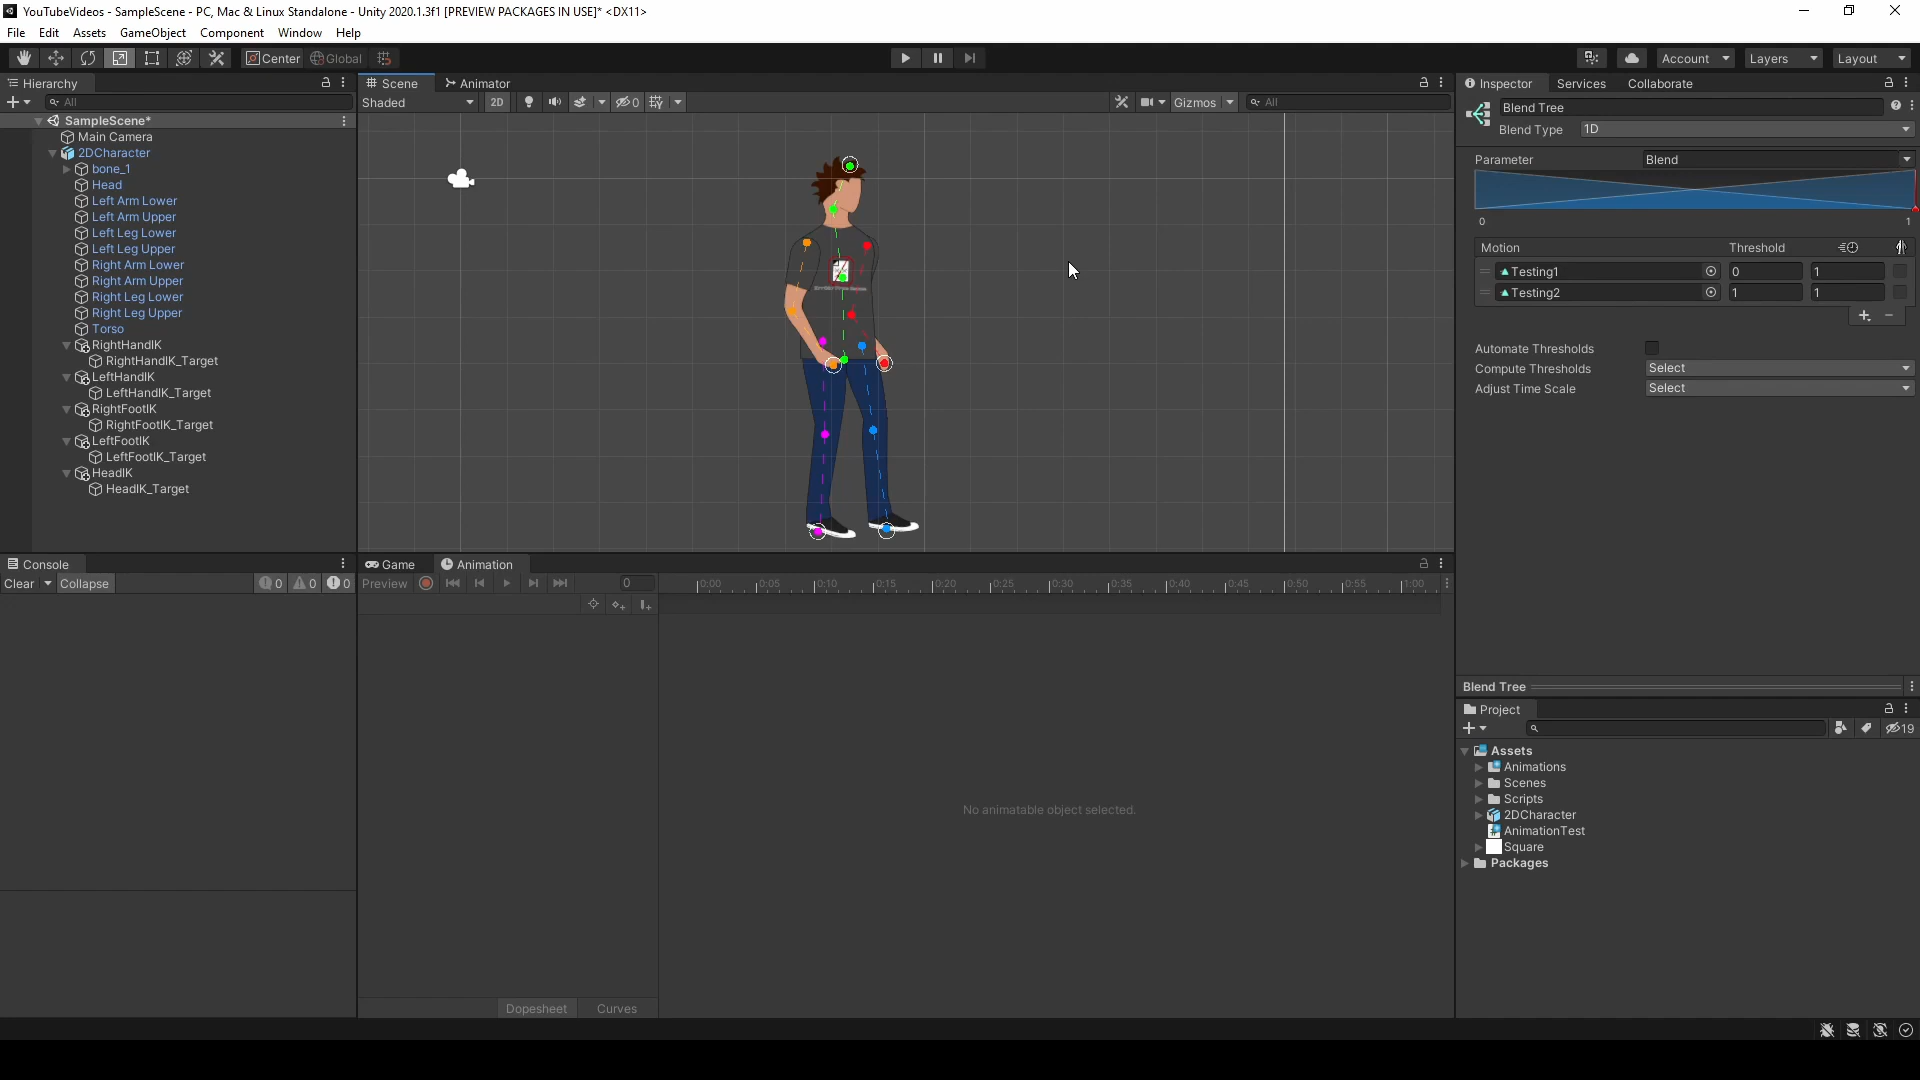 YouTubeVideos - SampleScene - PC, Mac & Linux Standalone - Unity 2020.1.3f1 [PREVIEW PACKAGES IN USE]* <DX11>
File Edit Assets GameObject Component Window Help
Center Global Account Layers Layout
Hierarchy
All
SampleScene*
Main Camera
2DCharacter
bone_1
Head
Left Arm Lower
Left Arm Upper
Left Leg Lower
Left Leg Upper
Right Arm Lower
Right Arm Upper
Right Leg Lower
Right Leg Upper
Torso
RightHandIK
RightHandIK_Target
LeftHandIK
LeftHandIK_Target
RightFootIK
RightFootIK_Target
LeftFootIK
LeftFootIK_Target
HeadIK
HeadIK_Target
Scene Animator
Shaded 2D 0 Gizmos All
Inspector Services Collaborate
Blend Tree
Blend Type 1D
Parameter Blend
0 1
Motion Threshold
Testing1 0 1
Testing2 1 1
Automate Thresholds
Compute Thresholds Select
Adjust Time Scale Select
Blend Tree
Console
Clear Collapse 0 0 0
Game Animation
Preview 0 0:00 0:05 0:10 0:15 0:20 0:25 0:30 0:35 0:40 0:45 0:50 0:55 1:00
No animatable object selected.
Dopesheet Curves
Project
19
Assets
Animations
Scenes
Scripts
2DCharacter
AnimationTest
Square
Packages